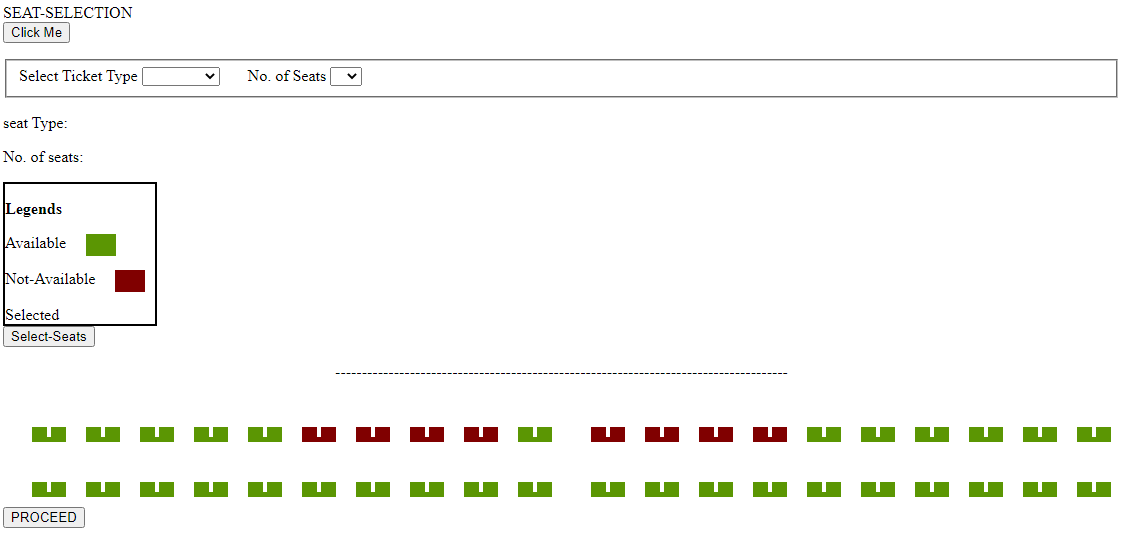 SEAT-SELECTION
Click Me
Select Ticket Type No. of Seats
seat Type:
No. of seats:
Legends
Available
Not-Available
Selected
Select-Seats
-------------------------------------------------------------------------------------
PROCEED